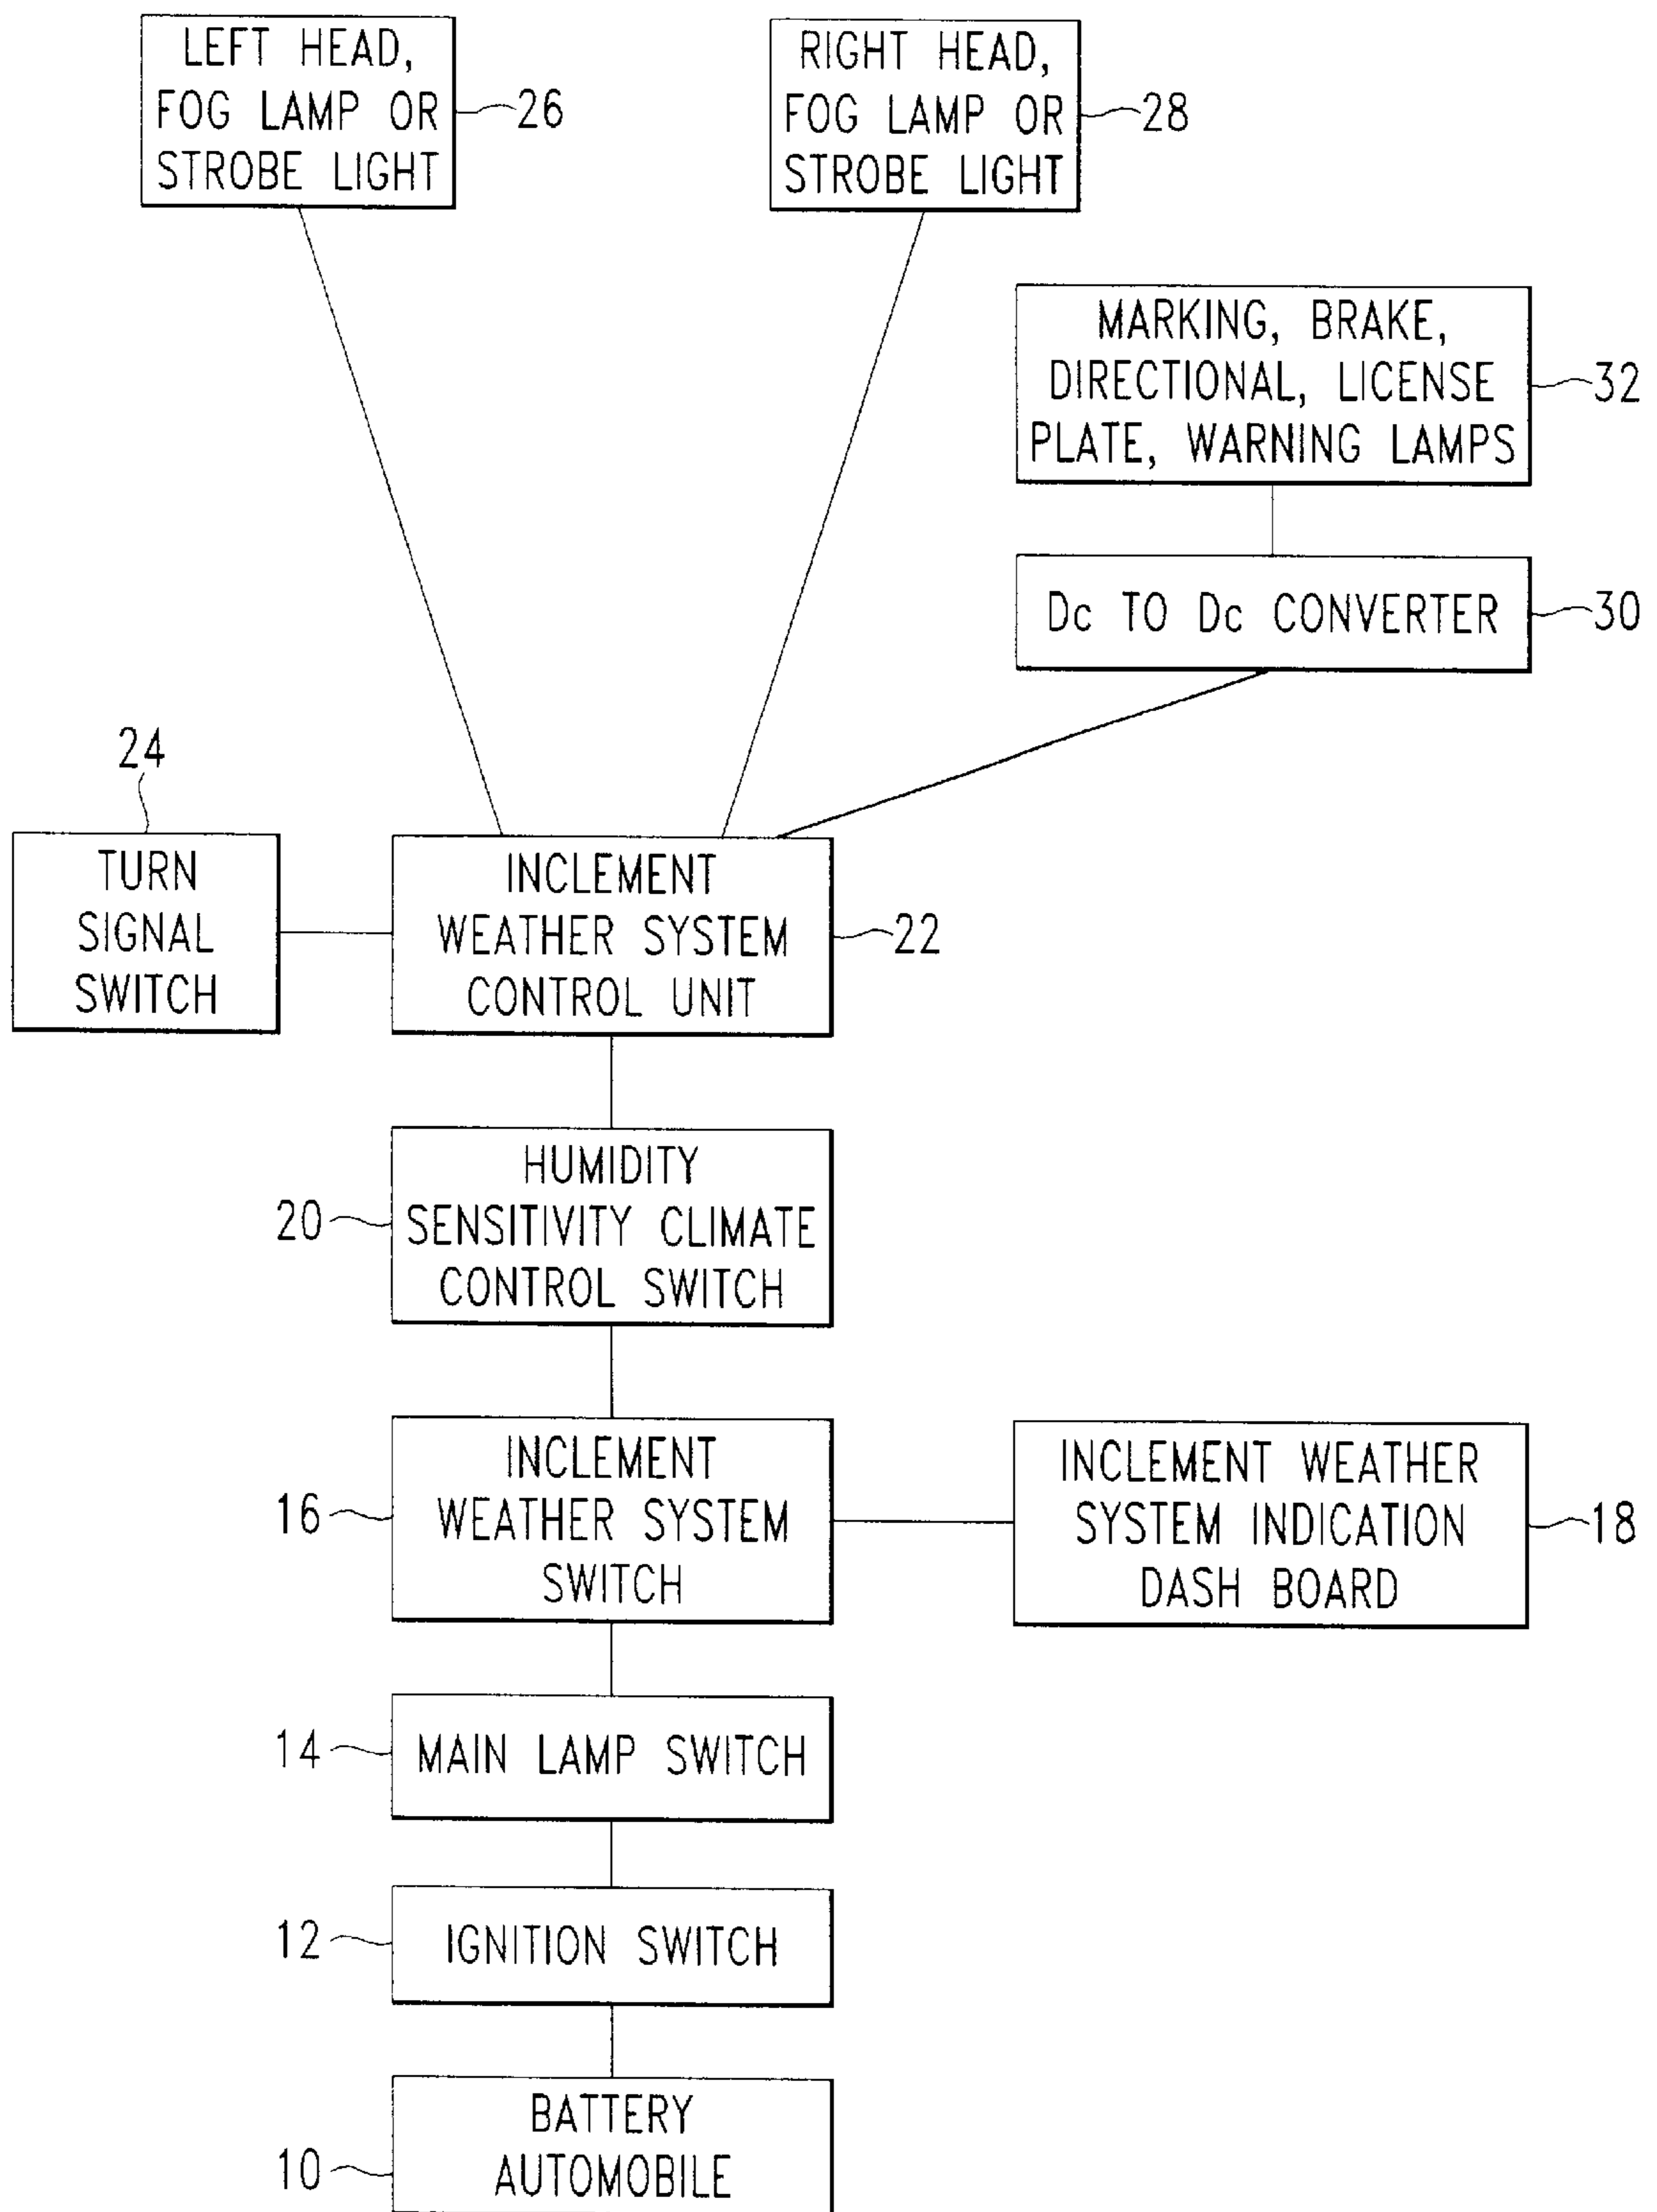 LEFT HEAD,
FOG LAMP OR
STROBE LIGHT
26
RIGHT HEAD,
FOG LAMP OR
STROBE LIGHT
28
MARKING, BRAKE,
DIRECTIONAL, LICENSE
PLATE, WARNING LAMPS
32
Dc TO Dc CONVERTER
30
24
TURN
SIGNAL
SWITCH
INCLEMENT
WEATHER SYSTEM
CONTROL UNIT
22
HUMIDITY
SENSITIVITY CLIMATE
CONTROL SWITCH
20
INCLEMENT
WEATHER SYSTEM
SWITCH
16
INCLEMENT WEATHER
SYSTEM INDICATION
DASH BOARD
18
14
MAIN LAMP SWITCH
12
IGNITION SWITCH
BATTERY
AUTOMOBILE
10